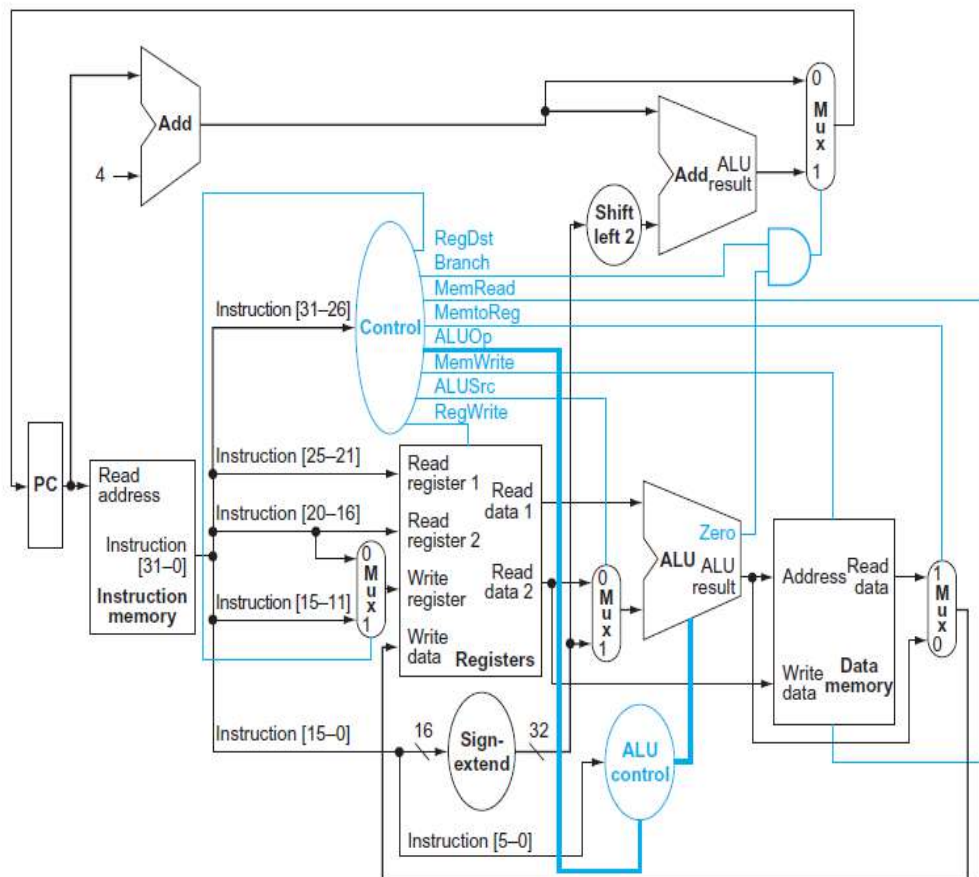 Add
4
Add
ALU
result
0
M
u
x
1
Shift
left 2
RegDst
Branch
MemRead
MemtoReg
ALUOp
MemWrite
ALUSrc
RegWrite
Control
Instruction [31–26]
Instruction [25–21]
Instruction [20–16]
Instruction [15–11]
Instruction [15–0]
Instruction [5–0]
PC
Read
address
Instruction
[31–0]
Instruction
memory
0
M
u
x
1
Read
register 1
Read
register 2
Write
register
Write
data
Read
data 1
Read
data 2
Registers
16
Sign-
extend
32
0
M
u
x
1
Zero
ALU
ALU
result
ALU
control
Address
Read
data
Write
data
Data
memory
1
M
u
x
0